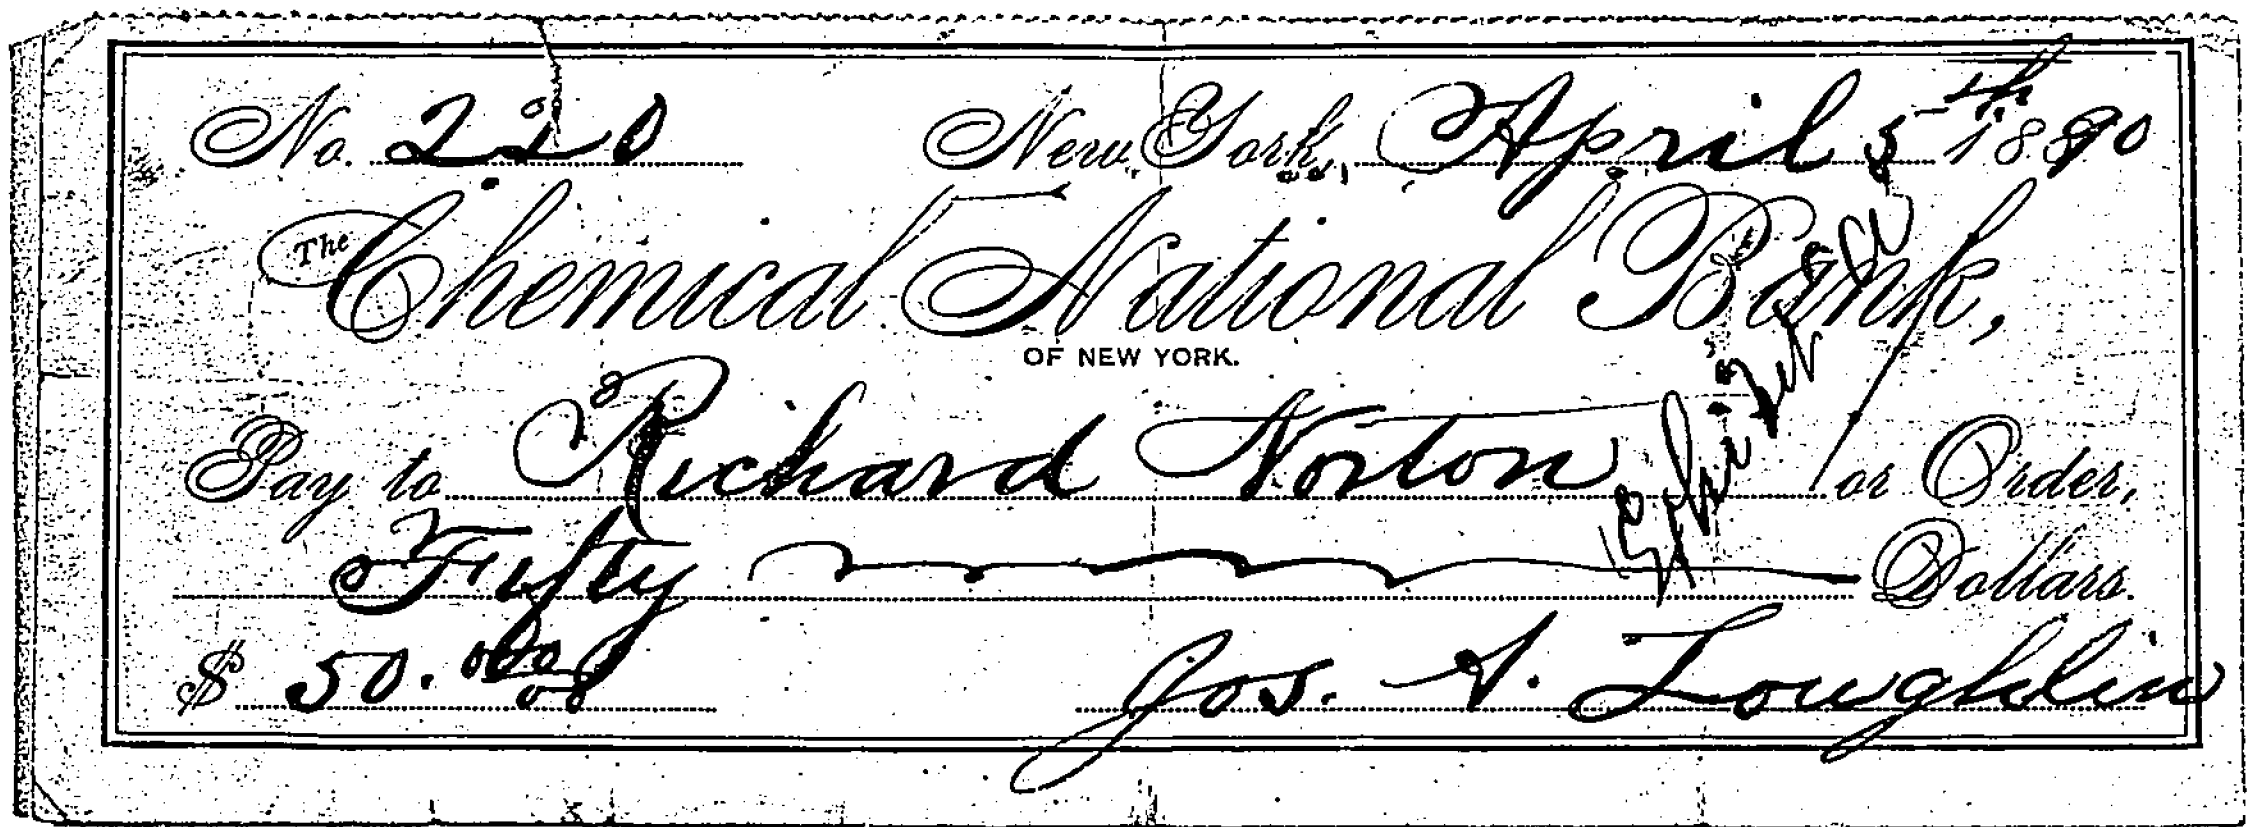 No. 220 New York, April 5th 1890
The Chemical National Bank,
OF NEW YORK.
Pay to Richard Norton or Order,
Fifty Dollars.
$ 50.00
Jos. A. Loughlin